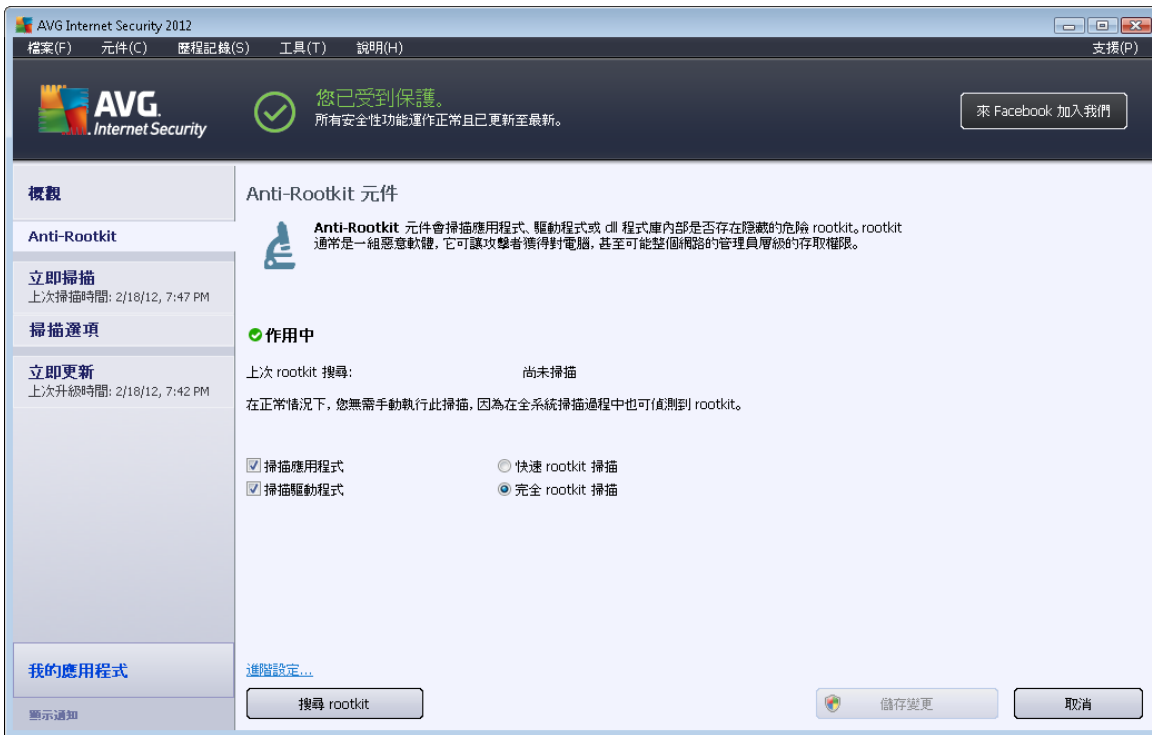 AVG Internet Security 2012
檔案(F) 元件(C) 歷程記錄(S) 工具(T) 說明(H) 支援(P)
AVG.
Internet Security
您已受到保護。
所有安全性功能運作正常且已更新至最新。
來 Facebook 加入我們
概觀
Anti-Rootkit
立即掃描
上次掃描時間: 2/18/12, 7:47 PM
掃描選項
立即更新
上次升級時間: 2/18/12, 7:42 PM
我的應用程式
顯示通知
Anti-Rootkit 元件
Anti-Rootkit 元件會掃描應用程式、驅動程式或 dll 程式庫內部是否存在隱藏的危險 rootkit。rootkit
通常是一組惡意軟體, 它可讓攻擊者獲得對電腦, 甚至可能整個網路的管理員層級的存取權限。
作用中
上次 rootkit 搜尋: 尚未掃描
在正常情況下, 您無需手動執行此掃描, 因為在全系統掃描過程中也可偵測到 rootkit。
掃描應用程式 快速 rootkit 掃描
掃描驅動程式 完全 rootkit 掃描
進階設定...
搜尋 rootkit 儲存變更 取消